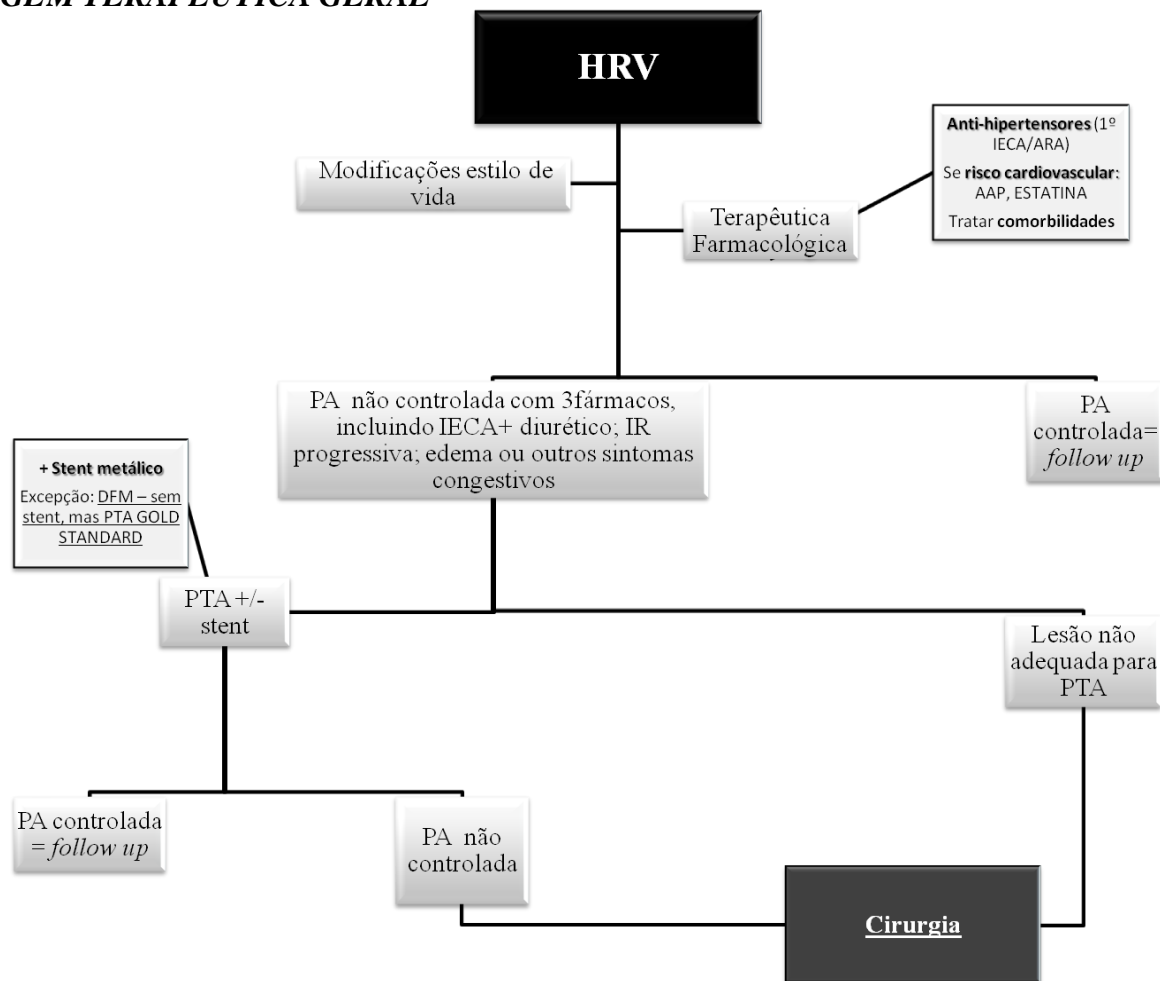 GEM TERAPÊUTICA GERAL
HRV
Anti-hipertensores (1º
IECA/ARA)
Se risco cardiovascular:
AAP, ESTATINA
Tratar comorbilidades
Modificações estilo de
vida
Terapêutica
Farmacológica
PA não controlada com 3fármacos,
incluindo IECA+ diurético; IR
progressiva; edema ou outros sintomas
congestivos
PA
controlada=
follow up
+ Stent metálico
Excepção: DFM – sem
stent, mas PTA GOLD
STANDARD
PTA +/-
stent
Lesão não
adequada para
PTA
PA controlada
= follow up
PA não
controlada
Cirurgia